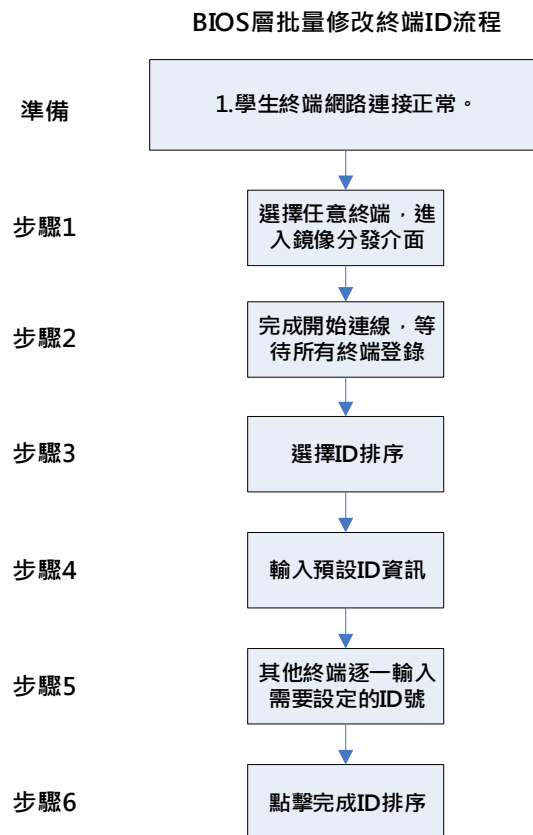 BIOS層批量修改終端ID流程
準備
1.學生終端網路連接正常。
步驟1
選擇任意終端，進
入鏡像分發介面
步驟2
完成開始連線，等
待所有終端登錄
步驟3
選擇ID排序
步驟4
輸入預設ID資訊
步驟5
其他終端逐一輸入
需要設定的ID號
步驟6
點擊完成ID排序